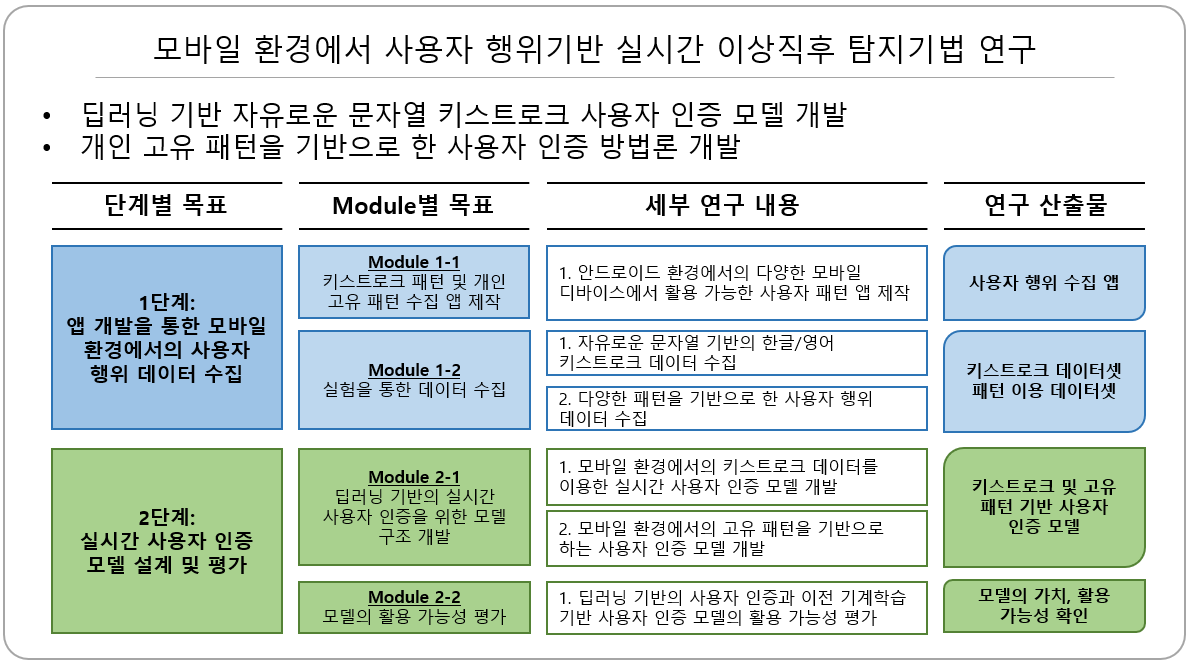 모바일 환경에서 사용자 행위기반 실시간 이상직후 탐지기법 연구
• 딥러닝 기반 자유로운 문자열 키스트로크 사용자 인증 모델 개발
• 개인 고유 패턴을 기반으로 한 사용자 인증 방법론 개발
단계별 목표
Module별 목표
세부 연구 내용
연구 산출물
1단계:
앱 개발을 통한 모바일
환경에서의 사용자
행위 데이터 수집
Module 1-1
키스트로크 패턴 및 개인
고유 패턴 수집 앱 제작
1. 안드로이드 환경에서의 다양한 모바일
디바이스에서 활용 가능한 사용자 패턴 앱 제작
사용자 행위 수집 앱
Module 1-2
실험을 통한 데이터 수집
1. 자유로운 문자열 기반의 한글/영어
키스트로크 데이터 수집
2. 다양한 패턴을 기반으로 한 사용자 행위
데이터 수집
키스트로크 데이터셋
패턴 이용 데이터셋
2단계:
실시간 사용자 인증
모델 설계 및 평가
Module 2-1
딥러닝 기반의 실시간
사용자 인증을 위한 모델
구조 개발
1. 모바일 환경에서의 키스트로크 데이터를
이용한 실시간 사용자 인증 모델 개발
2. 모바일 환경에서의 고유 패턴을 기반으로
하는 사용자 인증 모델 개발
키스트로크 및 고유
패턴 기반 사용자
인증 모델
Module 2-2
모델의 활용 가능성 평가
1. 딥러닝 기반의 사용자 인증과 이전 기계학습
기반 사용자 인증 모델의 활용 가능성 평가
모델의 가치, 활용
가능성 확인